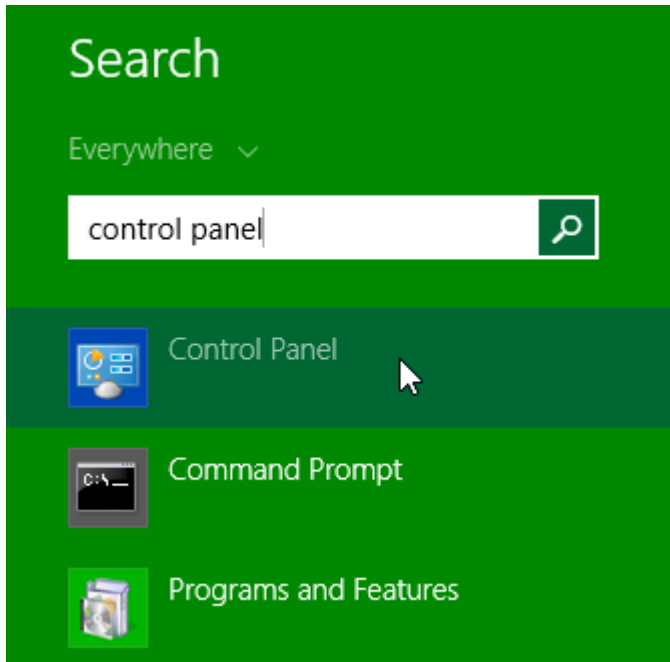 Search
Everywhere
control panel
Control Panel
C:\_
Command Prompt
Programs and Features